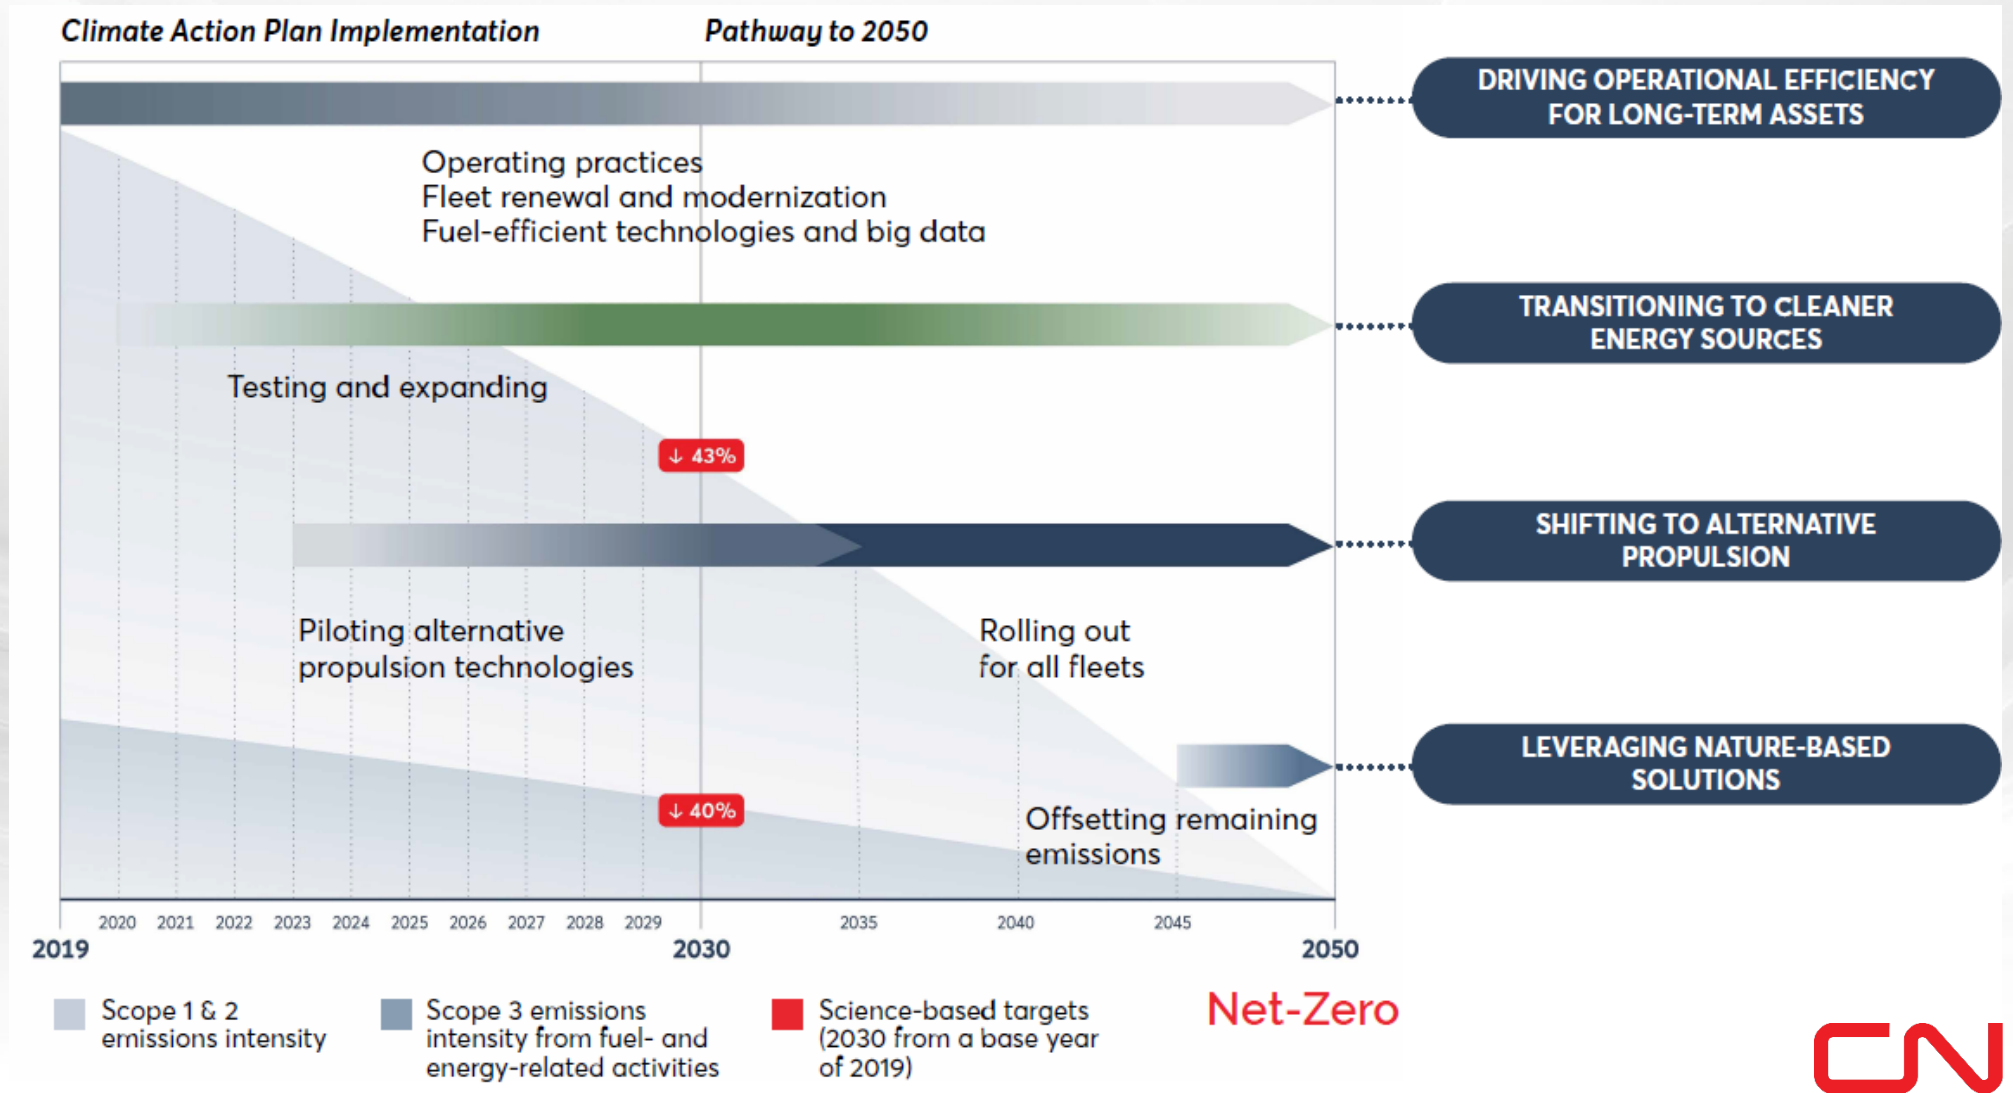 Climate Action Plan Implementation
Pathway to 2050
DRIVING OPERATIONAL EFFICIENCY
FOR LONG-TERM ASSETS
Operating practices
Fleet renewal and modernization
Fuel-efficient technologies and big data
TRANSITIONING TO CLEANER
ENERGY SOURCES
Testing and expanding
↓ 43%
SHIFTING TO ALTERNATIVE
PROPULSION
Piloting alternative
propulsion technologies
Rolling out
for all fleets
LEVERAGING NATURE-BASED
SOLUTIONS
↓ 40%
Offsetting remaining
emissions
2020 2021 2022 2023 2024 2025 2026 2027 2028 2029 2035 2040 2045
2019 2030 2050
Scope 1 & 2
emissions intensity
Scope 3 emissions
intensity from fuel- and
energy-related activities
Science-based targets
(2030 from a base year
of 2019)
Net-Zero
CN